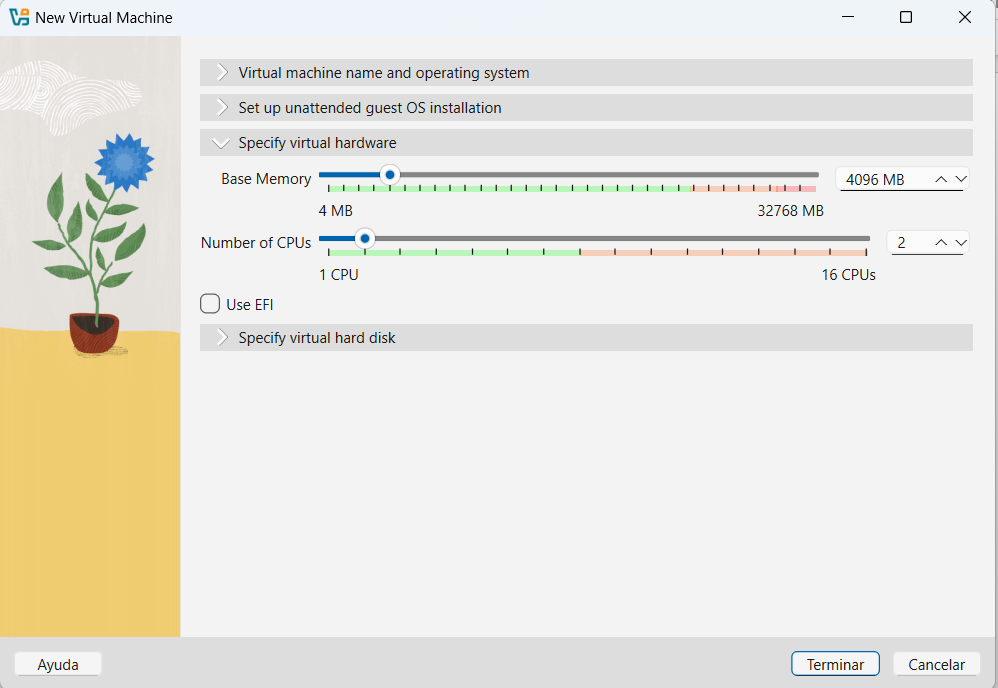 New Virtual Machine
Virtual machine name and operating system
Set up unattended guest OS installation
Specify virtual hardware
Base Memory 4096 MB
4 MB 32768 MB
Number of CPUs 2
1 CPU 16 CPUs
Use EFI
Specify virtual hard disk
Ayuda Terminar Cancelar